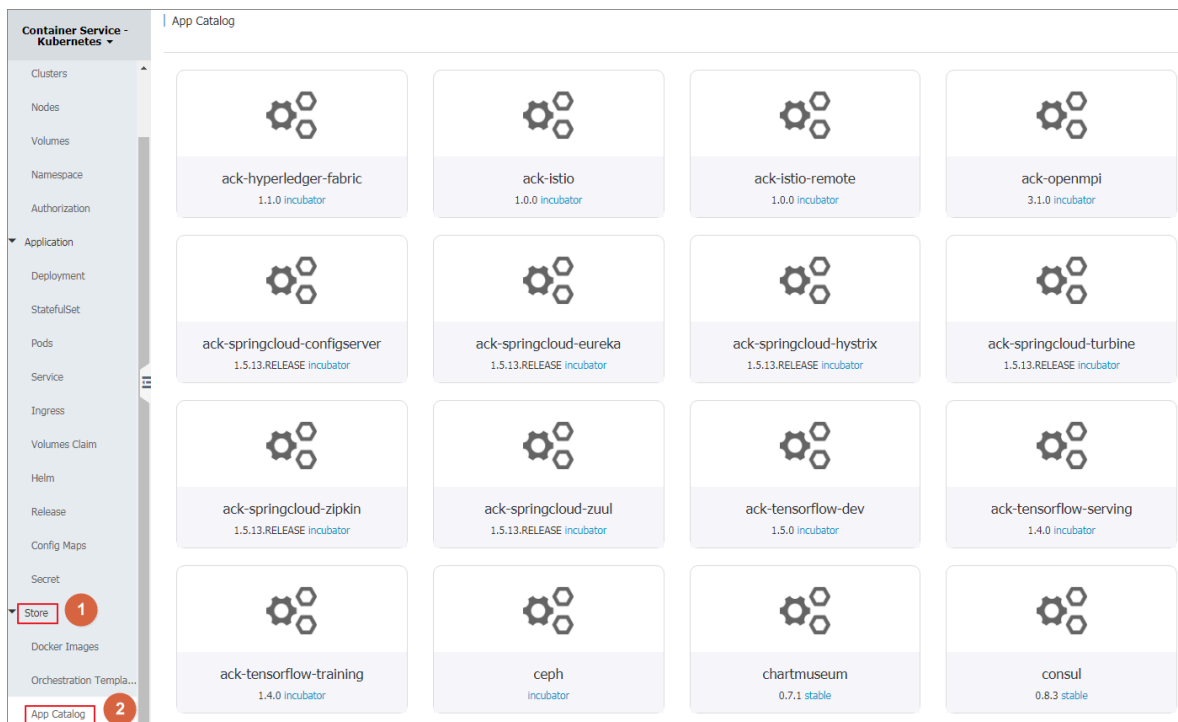 Container Service -
Kubernetes
Clusters
Nodes
Volumes
Namespace
Authorization
Application
Deployment
StatefulSet
Pods
Service
Ingress
Volumes Claim
Helm
Release
Config Maps
Secret
Store
1
Docker Images
Orchestration Templa...
App Catalog
2
App Catalog
ack-hyperledger-fabric
1.1.0 incubator
ack-istio
1.0.0 incubator
ack-istio-remote
1.0.0 incubator
ack-openmpi
3.1.0 incubator
ack-springcloud-configserver
1.5.13.RELEASE incubator
ack-springcloud-eureka
1.5.13.RELEASE incubator
ack-springcloud-hystrix
1.5.13.RELEASE incubator
ack-springcloud-turbine
1.5.13.RELEASE incubator
ack-springcloud-zipkin
1.5.13.RELEASE incubator
ack-springcloud-zuul
1.5.13.RELEASE incubator
ack-tensorflow-dev
1.5.0 incubator
ack-tensorflow-serving
1.4.0 incubator
ack-tensorflow-training
1.4.0 incubator
ceph
incubator
chartmuseum
0.7.1 stable
consul
0.8.3 stable